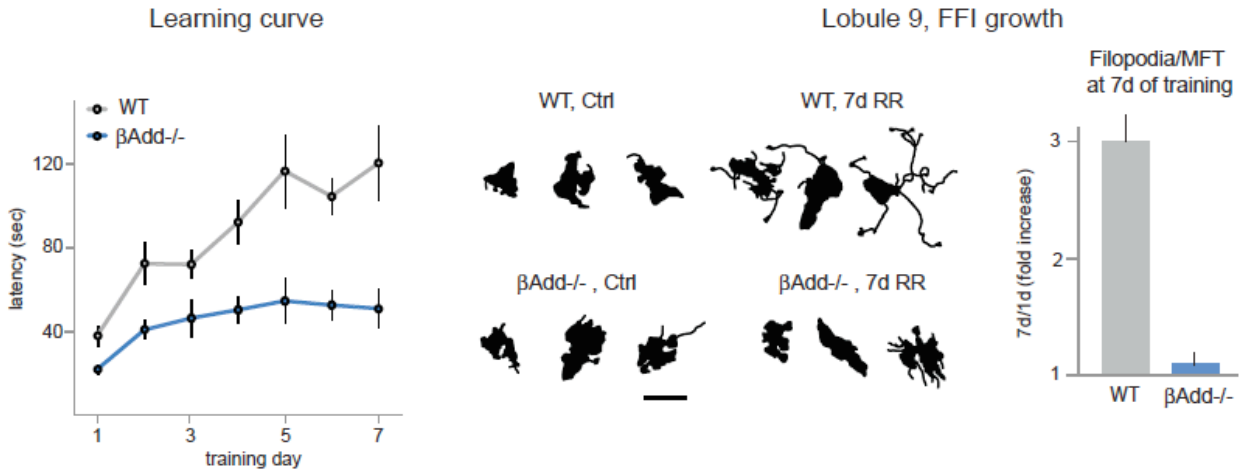 Learning curve
WT
βAdd-/-
120
80
40
latency (sec)
1
3
5
7
training day
Lobule 9, FFI growth
WT, Ctrl
WT, 7d RR
βAdd-/- , Ctrl
βAdd-/- , 7d RR
Filopodia/MFT
at 7d of training
3
2
1
7d/1d (fold increase)
WT
βAdd-/-